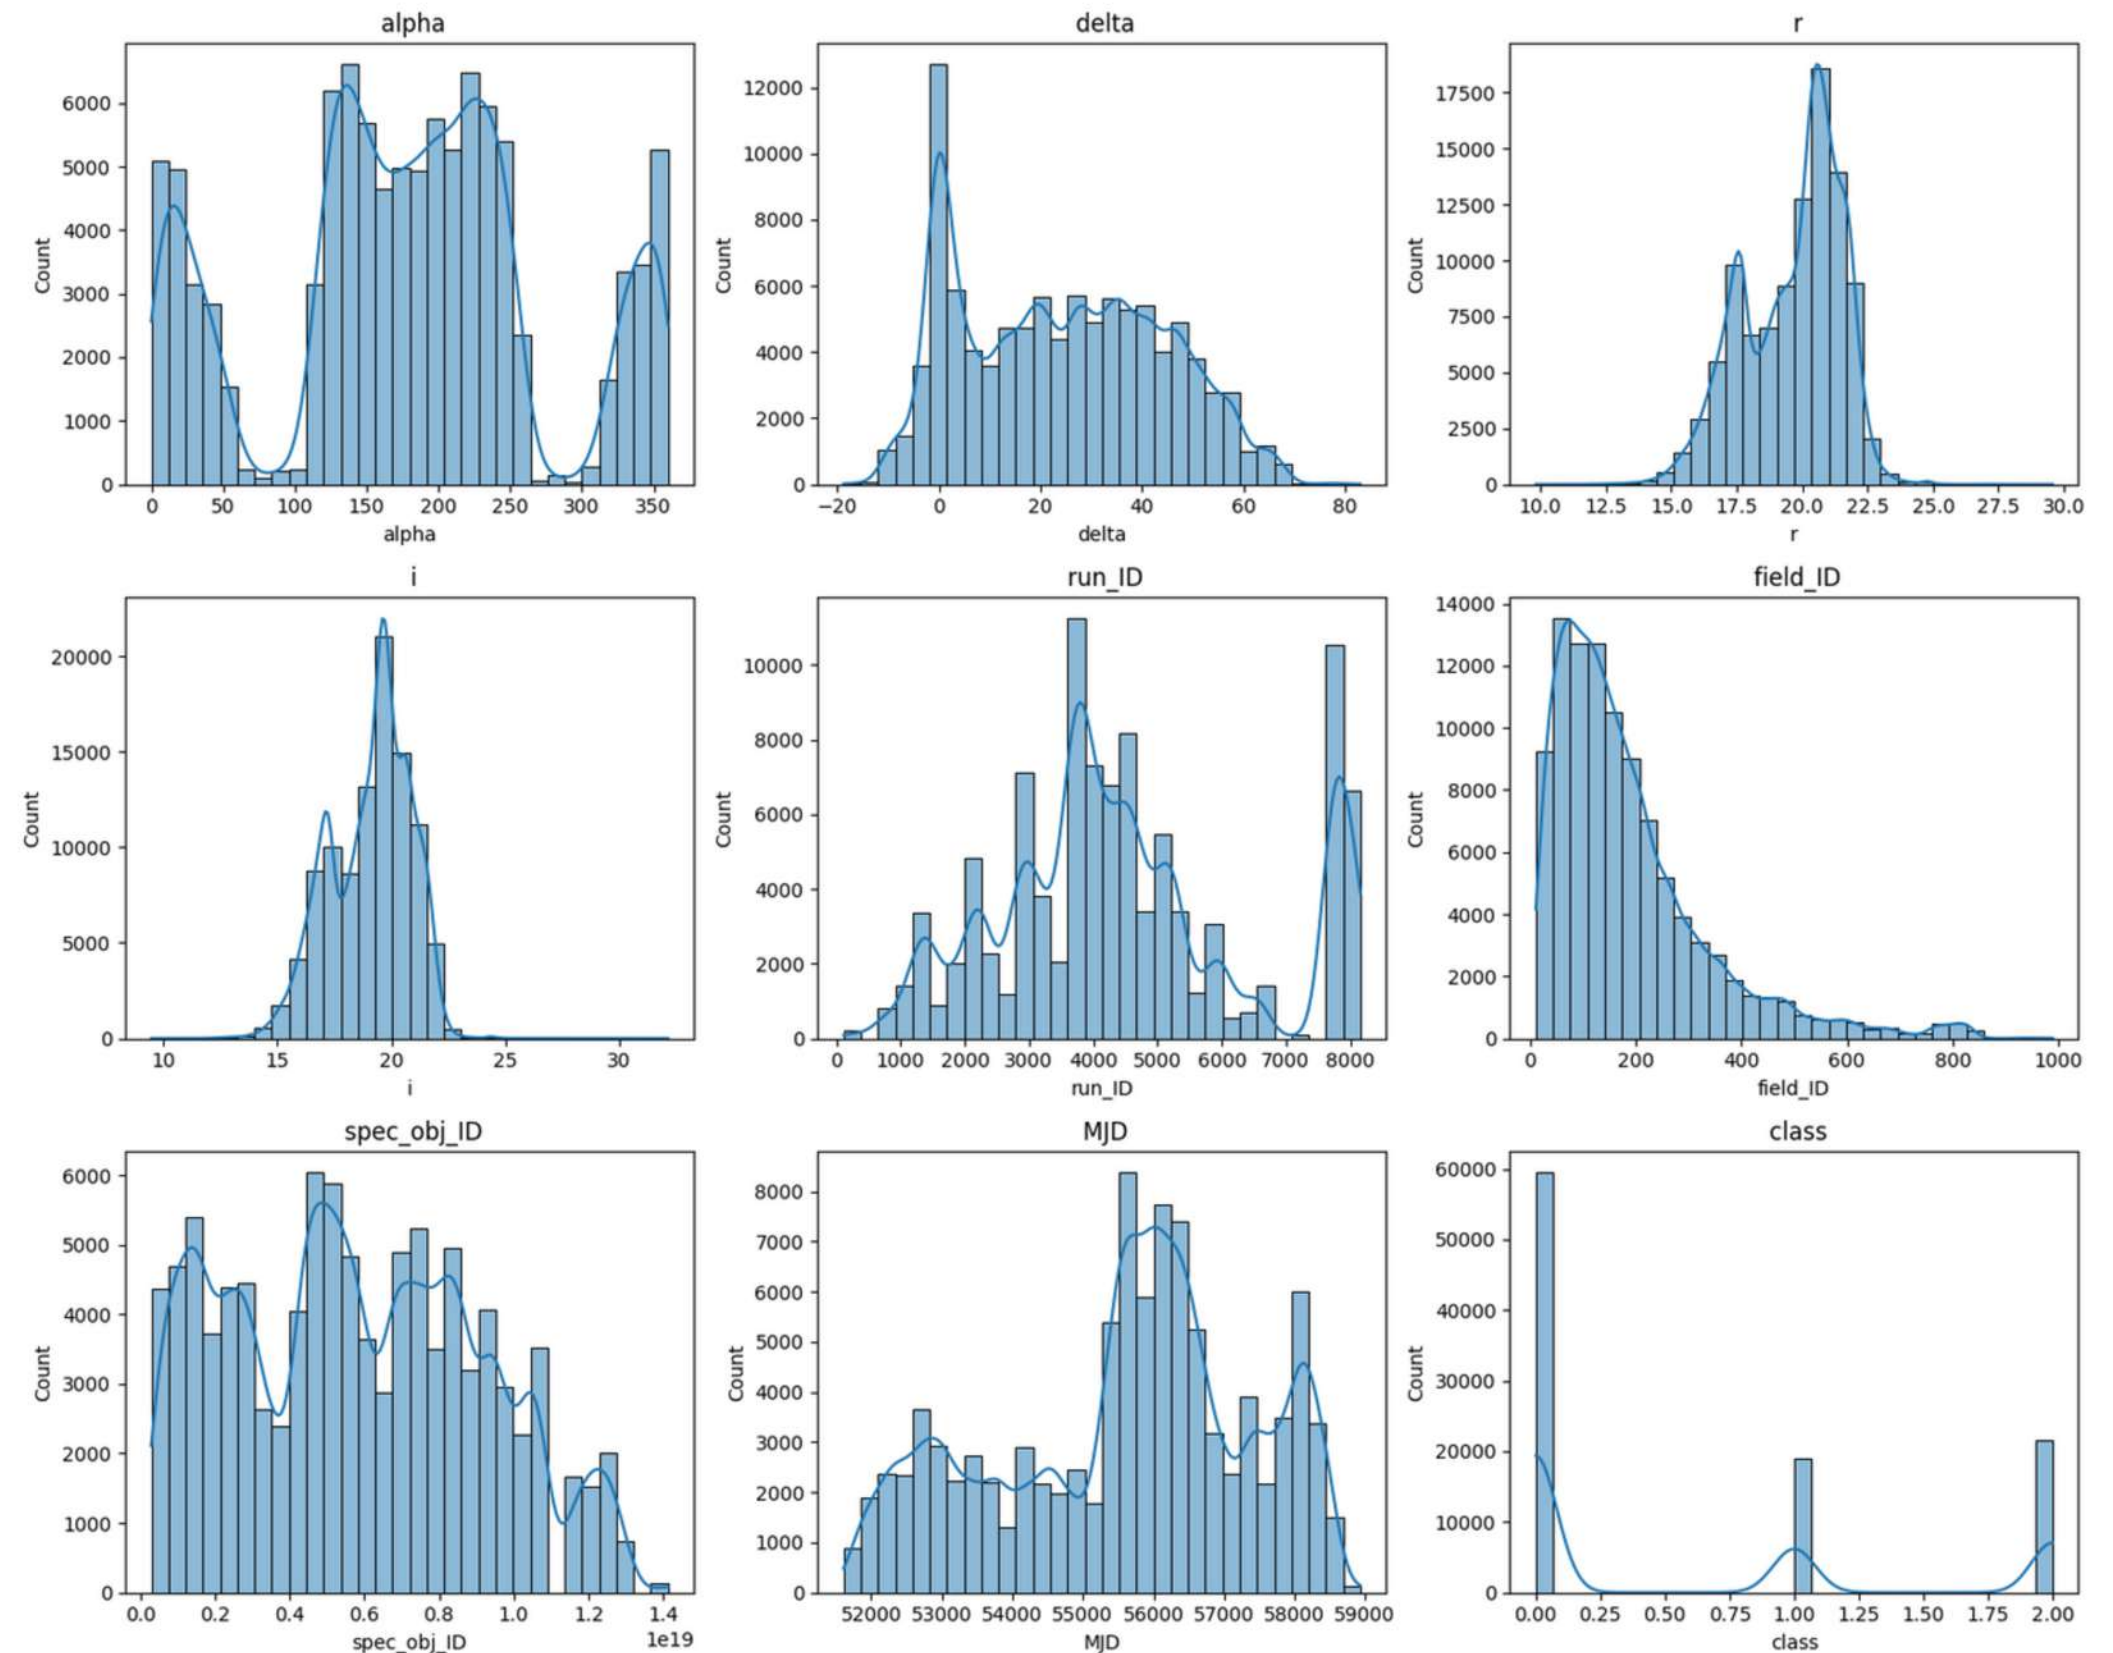 alpha
delta
r
Count
6000
5000
4000
3000
2000
1000
0
0 50 100 150 200 250 300 350
alpha
Count
12000
10000
8000
6000
4000
2000
0
−20 0 20 40 60 80
delta
Count
17500
15000
12500
10000
7500
5000
2500
0
10.0 12.5 15.0 17.5 20.0 22.5 25.0 27.5 30.0
r
i
run_ID
field_ID
Count
20000
15000
10000
5000
0
10 15 20 25 30
i
Count
10000
8000
6000
4000
2000
0
0 1000 2000 3000 4000 5000 6000 7000 8000
run_ID
Count
14000
12000
10000
8000
6000
4000
2000
0
0 200 400 600 800 1000
field_ID
spec_obj_ID
MJD
class
Count
6000
5000
4000
3000
2000
1000
0
0.0 0.2 0.4 0.6 0.8 1.0 1.2 1.4
spec_obj_ID
1e19
Count
8000
7000
6000
5000
4000
3000
2000
1000
0
52000 53000 54000 55000 56000 57000 58000 59000
MJD
Count
60000
50000
40000
30000
20000
10000
0
0.00 0.25 0.50 0.75 1.00 1.25 1.50 1.75 2.00
class